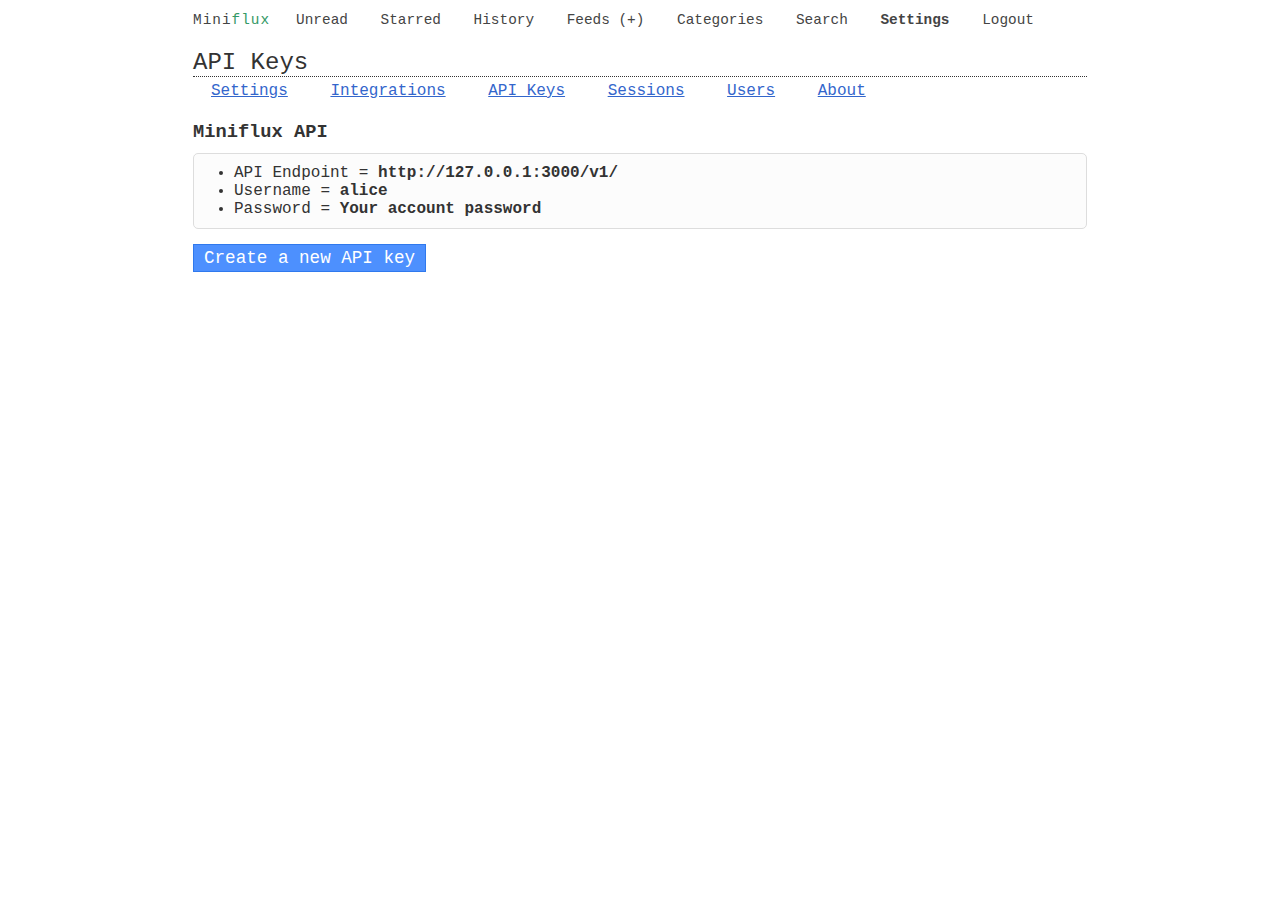 Miniflux Unread Starred History Feeds (+) Categories Search Settings Logout
API Keys
Settings Integrations API Keys Sessions Users About
Miniflux API
• API Endpoint = http://127.0.0.1:3000/v1/
• Username = alice
• Password = Your account password
Create a new API key